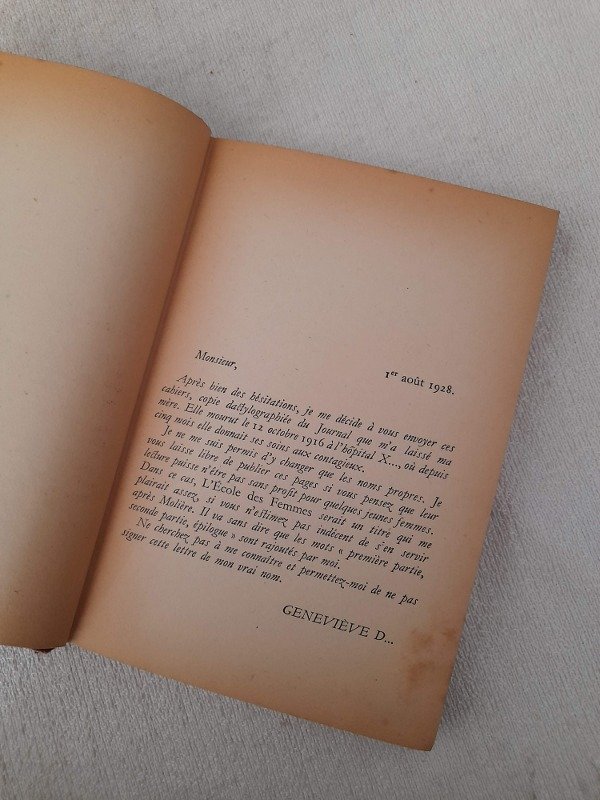 1er août 1928.
Monsieur,
Après bien des hésitations, je me décide à vous envoyer ces
cahiers, copie dactylographiée du Journal que m'a laissé ma
mère. Elle mourut le 12 octobre 1916 à l'hôpital X..., où depuis
cinq mois elle donnait ses soins aux contagieux.
Je ne me suis permis d'y changer que les noms propres. Je
vous laisse libre de publier ces pages si vous pensez que leur
lecture puisse n'être pas sans profit pour quelques jeunes femmes.
Dans ce cas, L'École des Femmes serait un titre qui me
plairait assez, si vous n'estimez pas indécent de s'en servir
après Molière. Il va sans dire que les mots « première partie,
seconde partie, épilogue » sont rajoutés par moi.
Ne cherchez pas à me connaître et permettez-moi de ne pas
signer cette lettre de mon vrai nom.
GENEVIÈVE D...